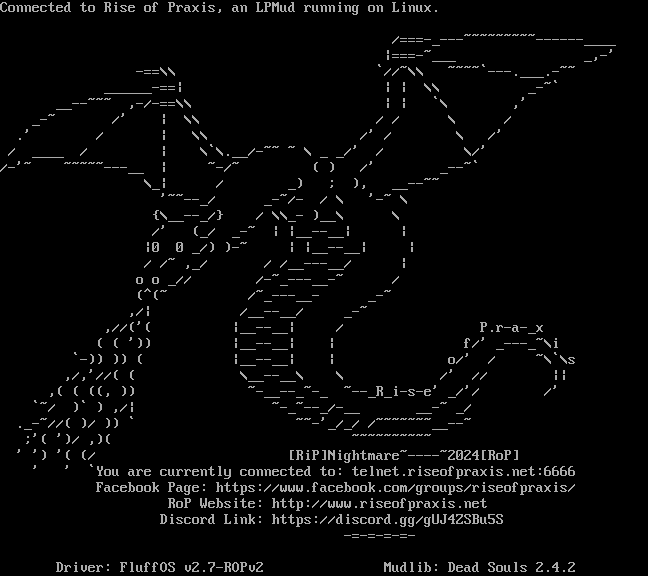 Connected to Rise of Praxis, an LPMud running on Linux.
P.r-a-_x
f/' _---_~\i
o/' / ~\`\s
~--_R_i-s-e'
[RiP]Nightmare~----~2024[RoP]
You are currently connected to: telnet.riseofpraxis.net:6666
Facebook Page: https://www.facebook.com/groups/riseofpraxis/
RoP Website: http://www.riseofpraxis.net
Discord Link: https://discord.gg/gUJ4ZSBu5S
-=-=-=-=-
Driver: FluffOS v2.7-ROPv2 Mudlib: Dead Souls 2.4.2